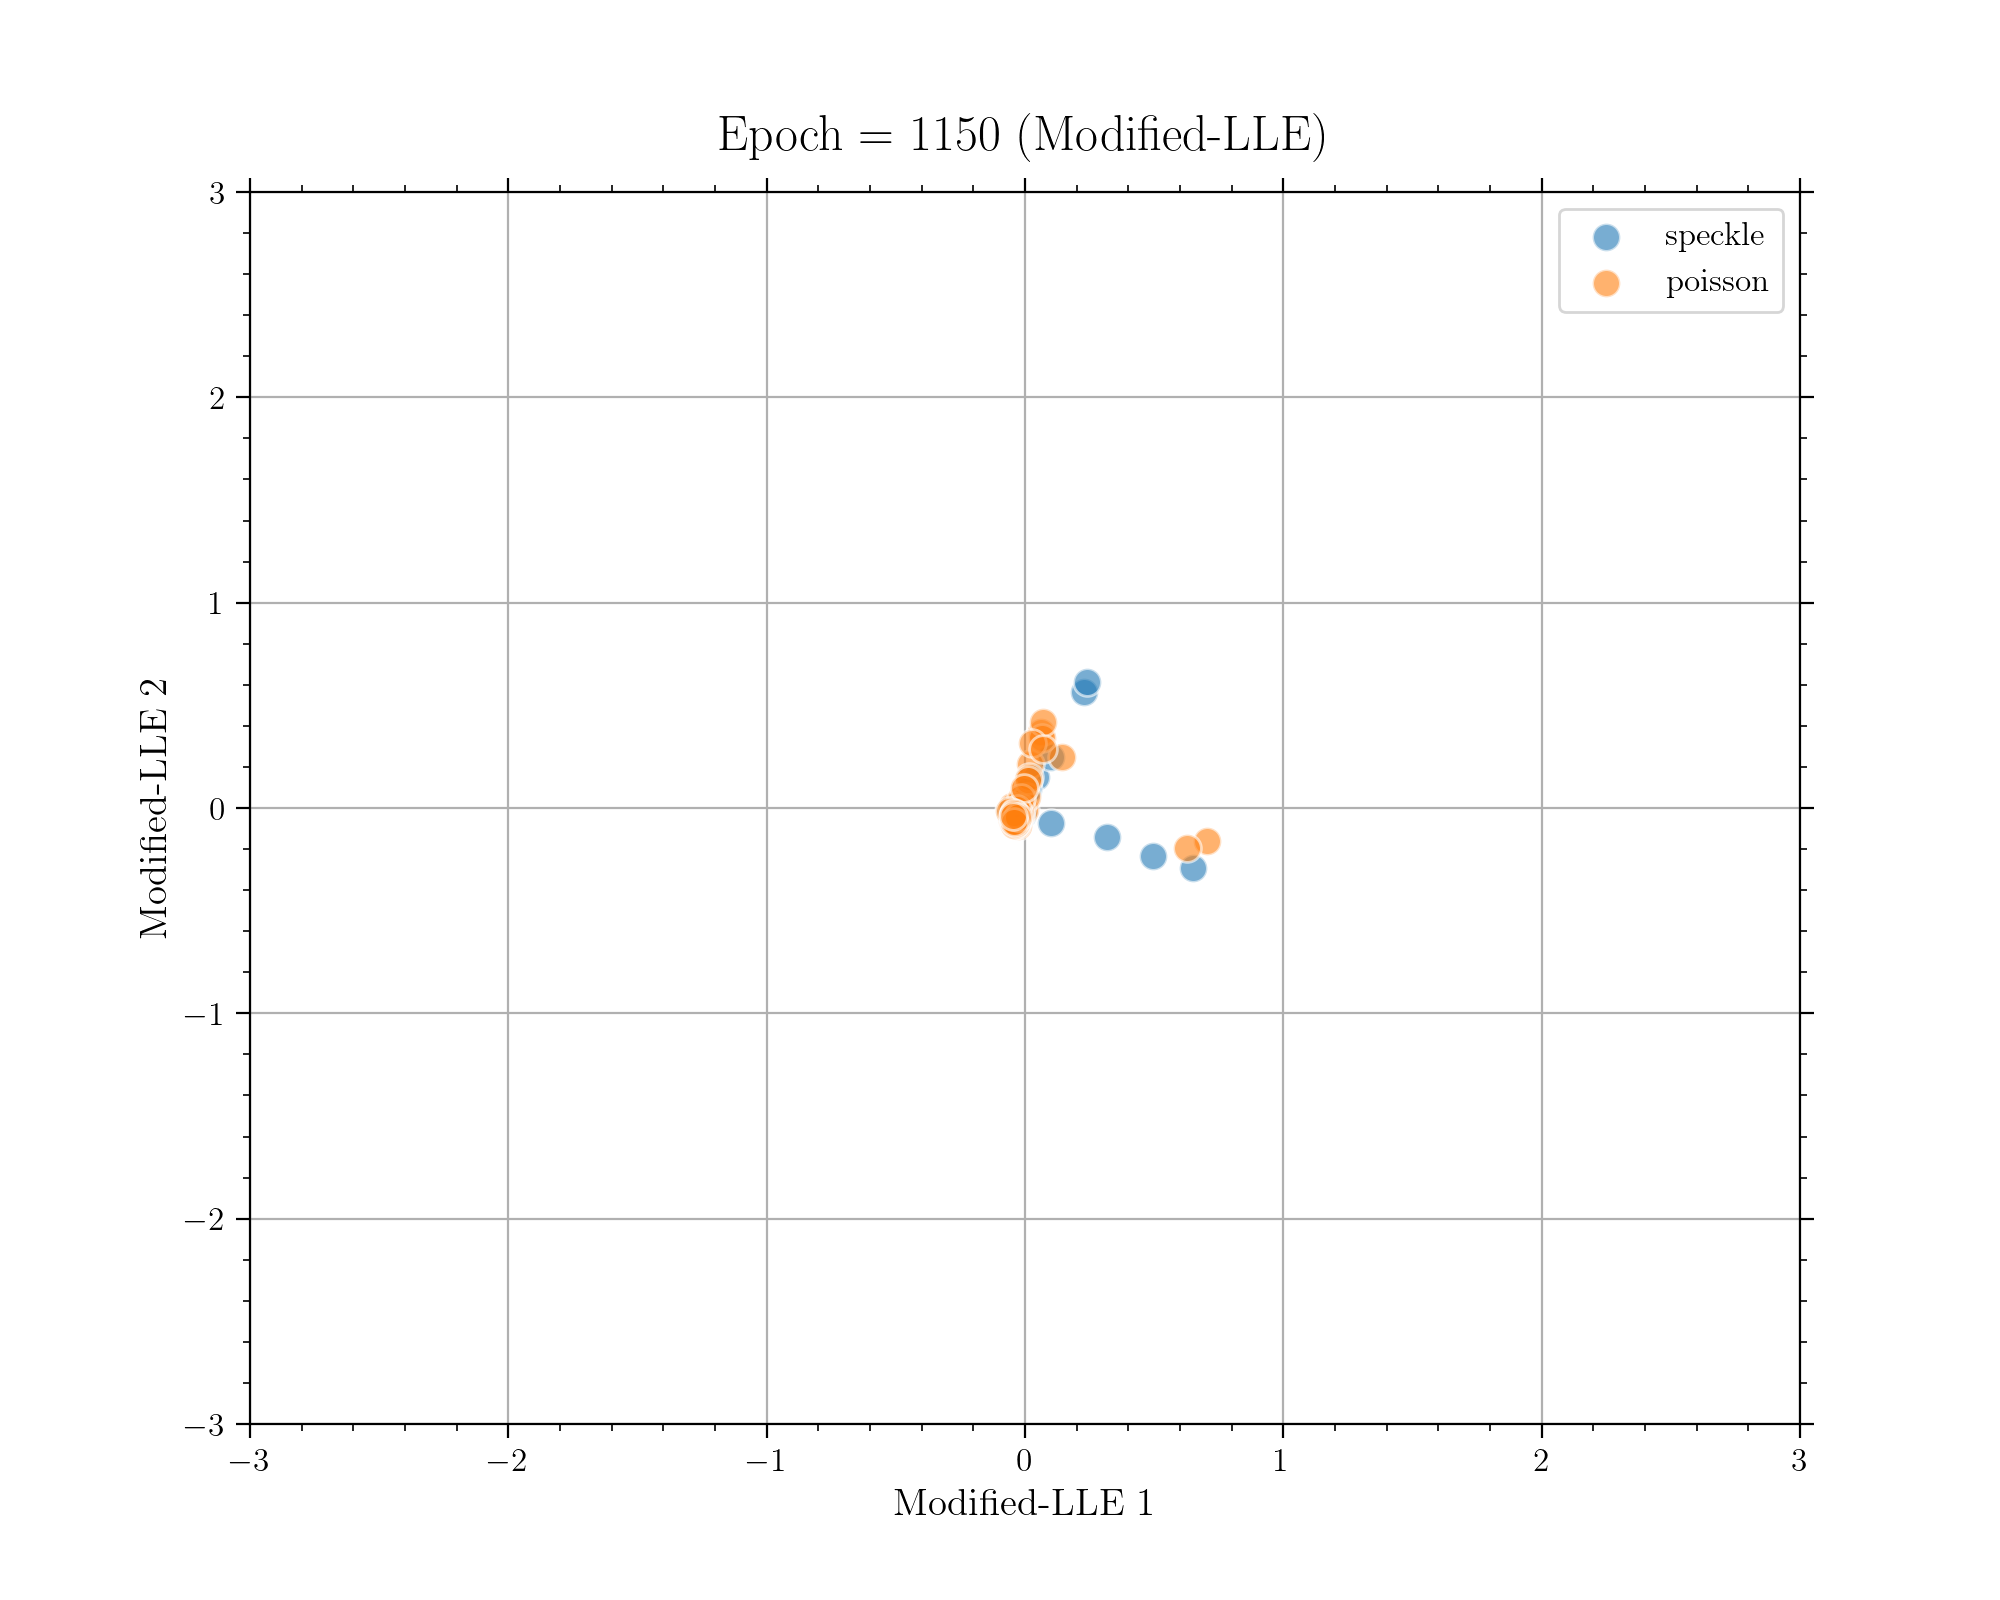 Epoch = 1150 (Modified-LLE)
speckle
poisson
3
2
1
0
−1
−2
−3
Modified-LLE 2
−3
−2
−1
0
1
2
3
Modified-LLE 1